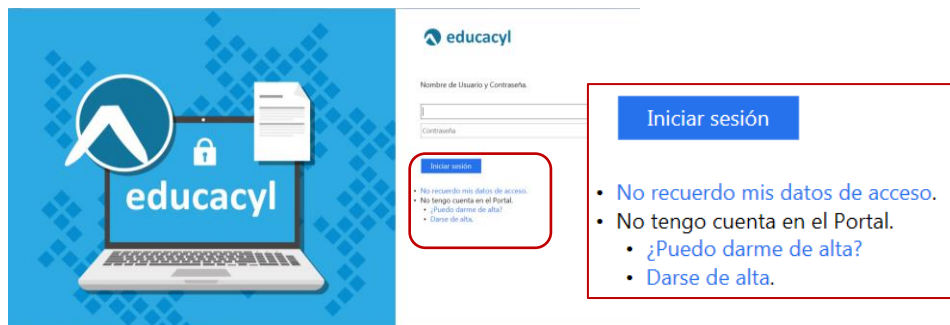 educacyl
educacyl
Nombre de Usuario y Contraseña.
Contraseña
Iniciar sesión
• No recuerdo mis datos de acceso.
• No tengo cuenta en el Portal.
• ¿Puedo darme de alta?
• Darse de alta.
Iniciar sesión
• No recuerdo mis datos de acceso.
• No tengo cuenta en el Portal.
• ¿Puedo darme de alta?
• Darse de alta.